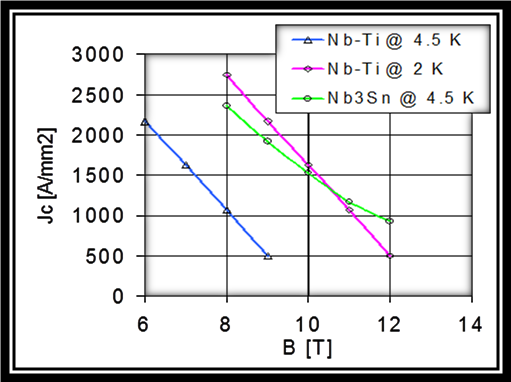 Nb-Ti @ 4.5 K
Nb-Ti @ 2 K
Nb3Sn @ 4.5 K
3000
2500
2000
1500
1000
500
0
Jc [A/mm2]
6 8 10 12 14
B [T]